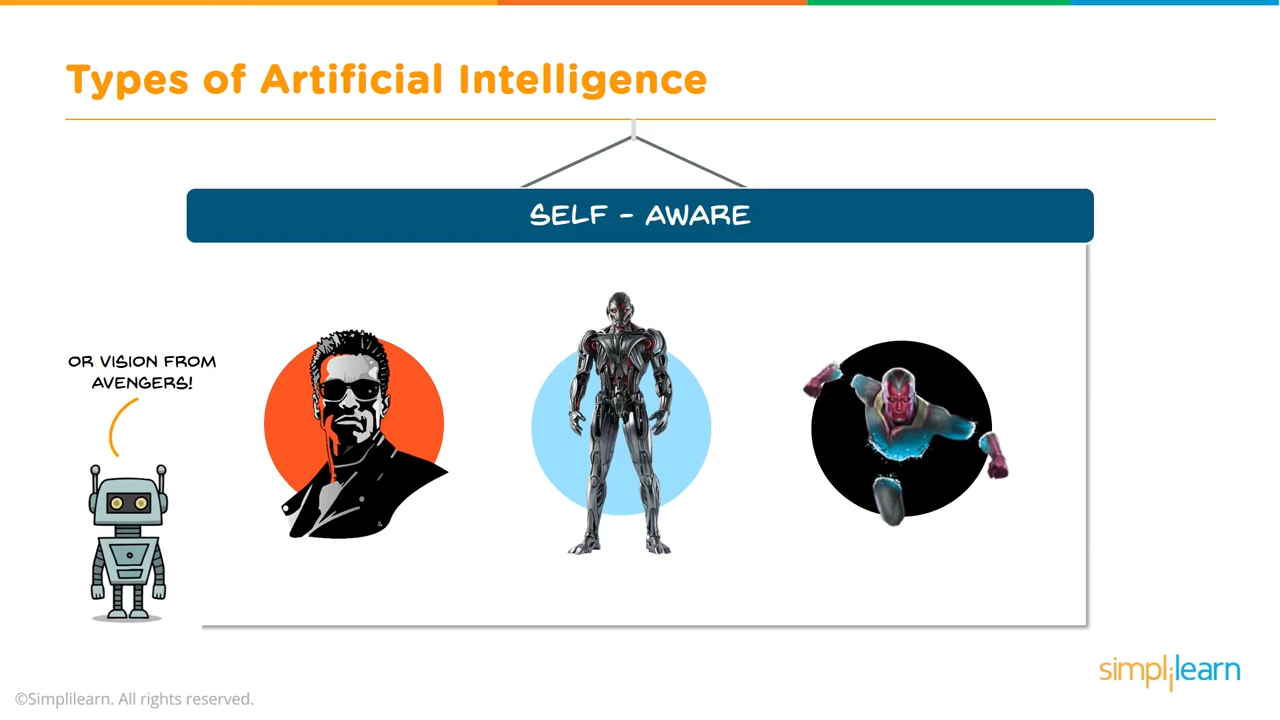 Types of Artificial Intelligence
SELF - AWARE
OR VISION FROM
AVENGERS!
simplilearn
©Simplilearn. All rights reserved.